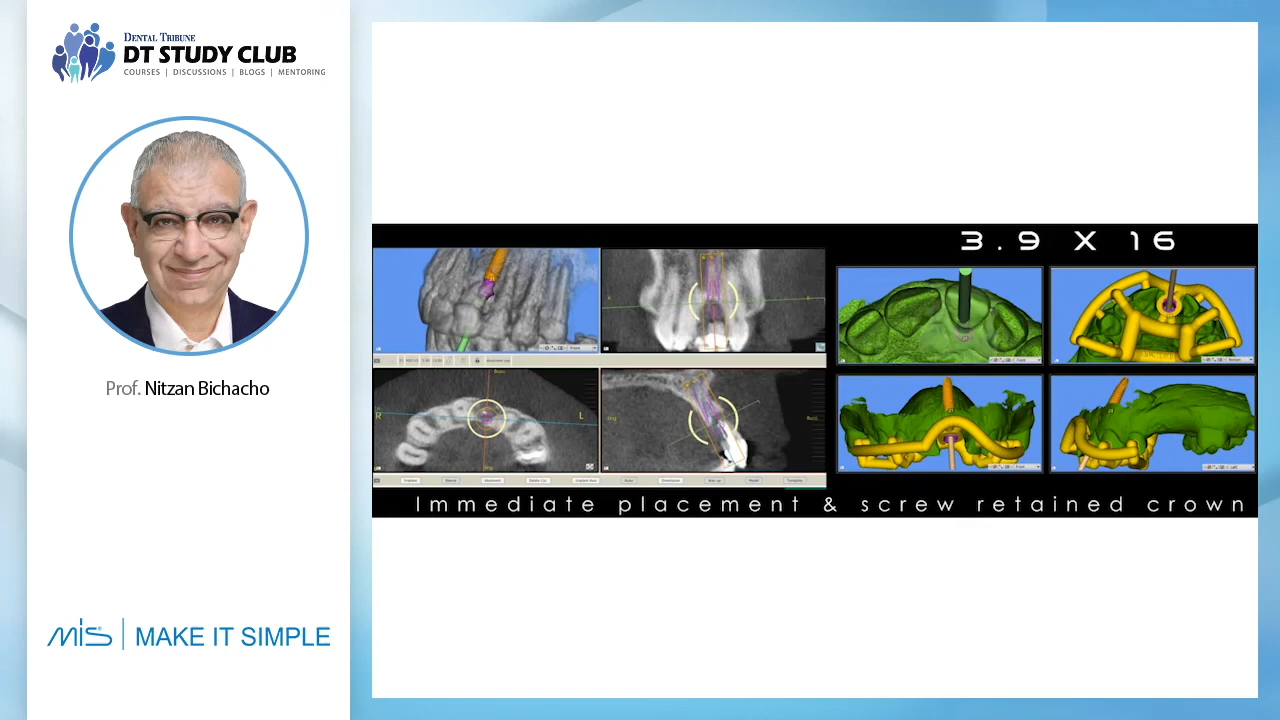 DENTAL TRIBUNE
DT STUDY CLUB
COURSES | DISCUSSIONS | BLOGS | MENTORING
Prof. Nitzan Bichacho
MIS® | MAKE IT SIMPLE
3.9 X 16
R
L
Immediate placement & screw retained crown